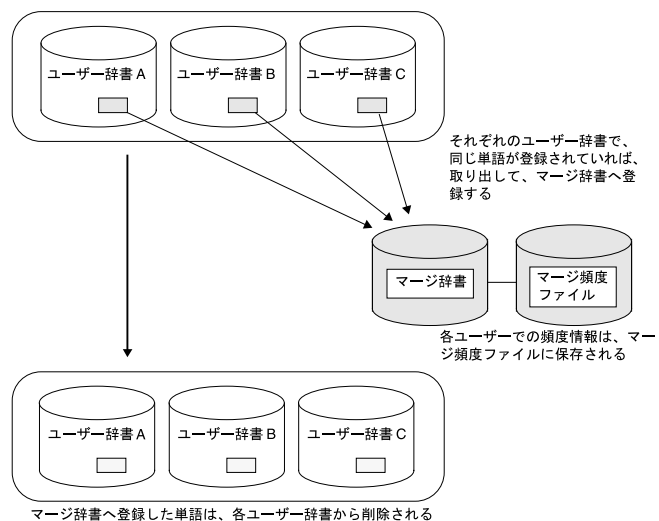 ユーザー辞書A
ユーザー辞書B
ユーザー辞書C
それぞれのユーザー辞書で、
同じ単語が登録されていれば、
取り出して、マージ辞書へ登
録する
マージ辞書
マージ頻度
ファイル
各ユーザーでの頻度情報は、マー
ジ頻度ファイルに保存される
ユーザー辞書A
ユーザー辞書B
ユーザー辞書C
マージ辞書へ登録した単語は、各ユーザー辞書から削除される